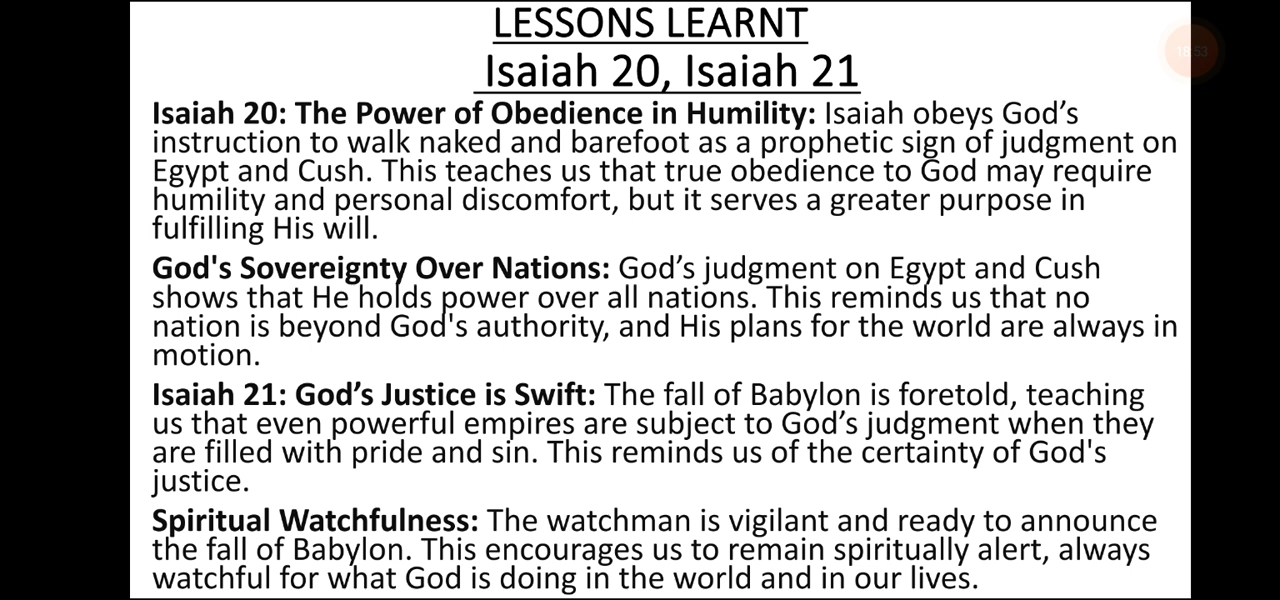 LESSONS LEARNT
Isaiah 20, Isaiah 21
18:53
Isaiah 20: The Power of Obedience in Humility: Isaiah obeys God’s
instruction to walk naked and barefoot as a prophetic sign of judgment on
Egypt and Cush. This teaches us that true obedience to God may require
humility and personal discomfort, but it serves a greater purpose in
fulfilling His will.
God's Sovereignty Over Nations: God’s judgment on Egypt and Cush
shows that He holds power over all nations. This reminds us that no
nation is beyond God's authority, and His plans for the world are always in
motion.
Isaiah 21: God’s Justice is Swift: The fall of Babylon is foretold, teaching
us that even powerful empires are subject to God’s judgment when they
are filled with pride and sin. This reminds us of the certainty of God's
justice.
Spiritual Watchfulness: The watchman is vigilant and ready to announce
the fall of Babylon. This encourages us to remain spiritually alert, always
watchful for what God is doing in the world and in our lives.